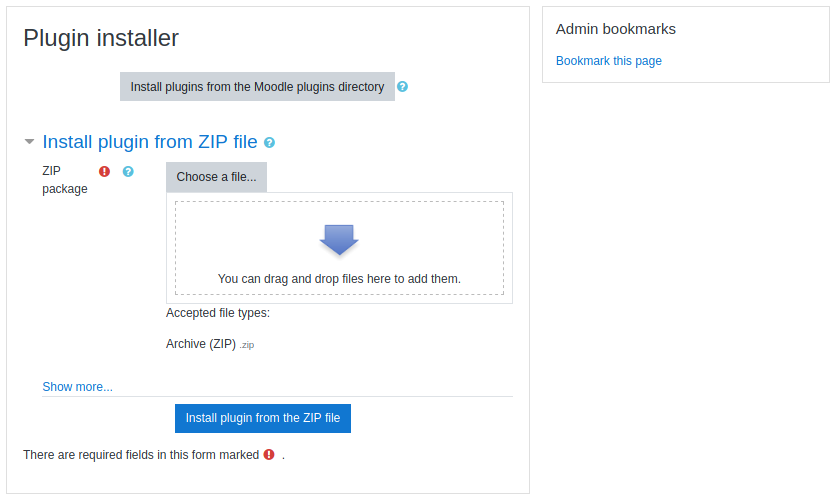 Plugin installer
Install plugins from the Moodle plugins directory
Install plugin from ZIP file
ZIP
package
Choose a file...
You can drag and drop files here to add them.
Accepted file types:
Archive (ZIP) .zip
Show more...
Install plugin from the ZIP file
There are required fields in this form marked .
Admin bookmarks
Bookmark this page